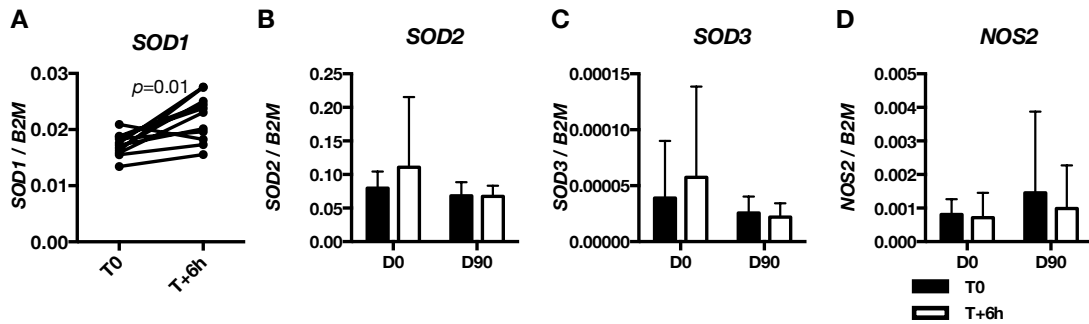 A
SOD1
SOD1 / B2M
0.03
0.02
0.01
0.00
p=0.01
T0
T+6h
B
SOD2
SOD2 / B2M
0.25
0.20
0.15
0.10
0.05
0.00
D0
D90
C
SOD3
SOD3 / B2M
0.00015
0.00010
0.00005
0.00000
D0
D90
D
NOS2
NOS2 / B2M
0.005
0.004
0.003
0.002
0.001
0.000
D0
D90
T0
T+6h